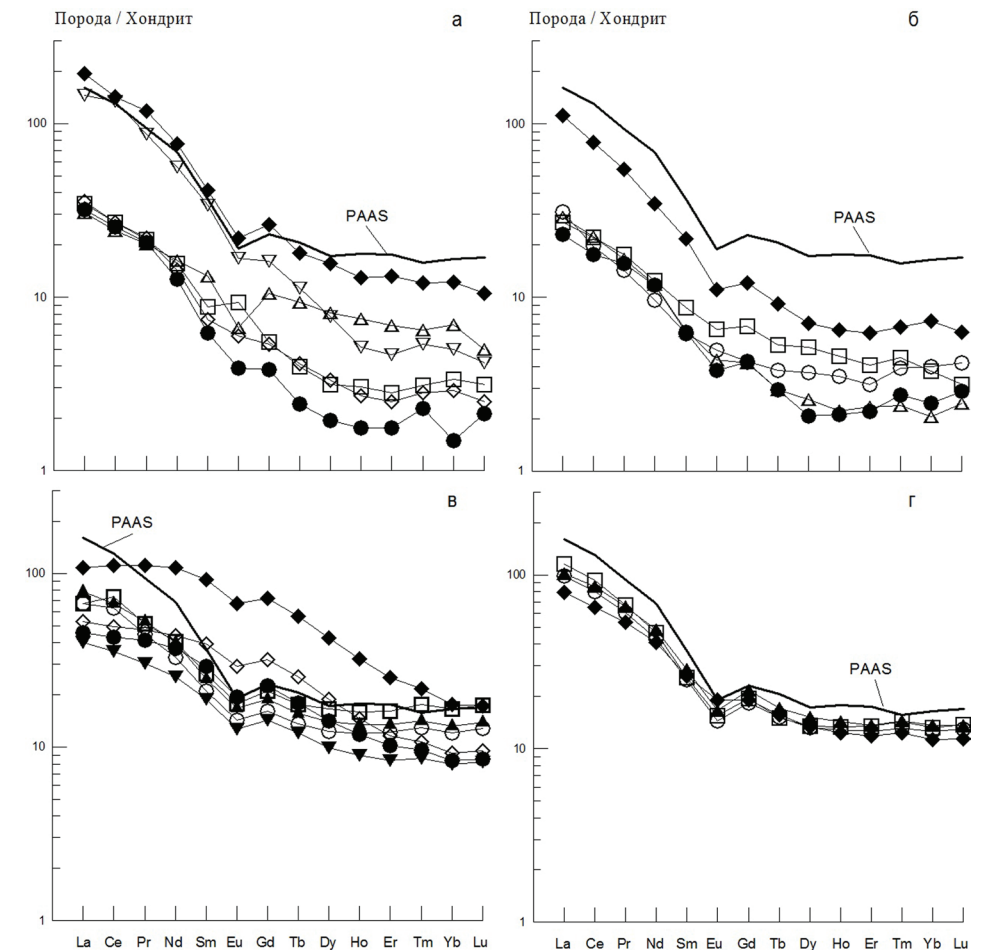 Порода / Хондрит
а
100
10
1
PAAS
Порода / Хондрит
б
100
10
1
PAAS
в
PAAS
100
10
1
La Ce Pr Nd Sm Eu Gd Tb Dy Ho Er Tm Yb Lu
г
100
10
1
PAAS
La Ce Pr Nd Sm Eu Gd Tb Dy Ho Er Tm Yb Lu